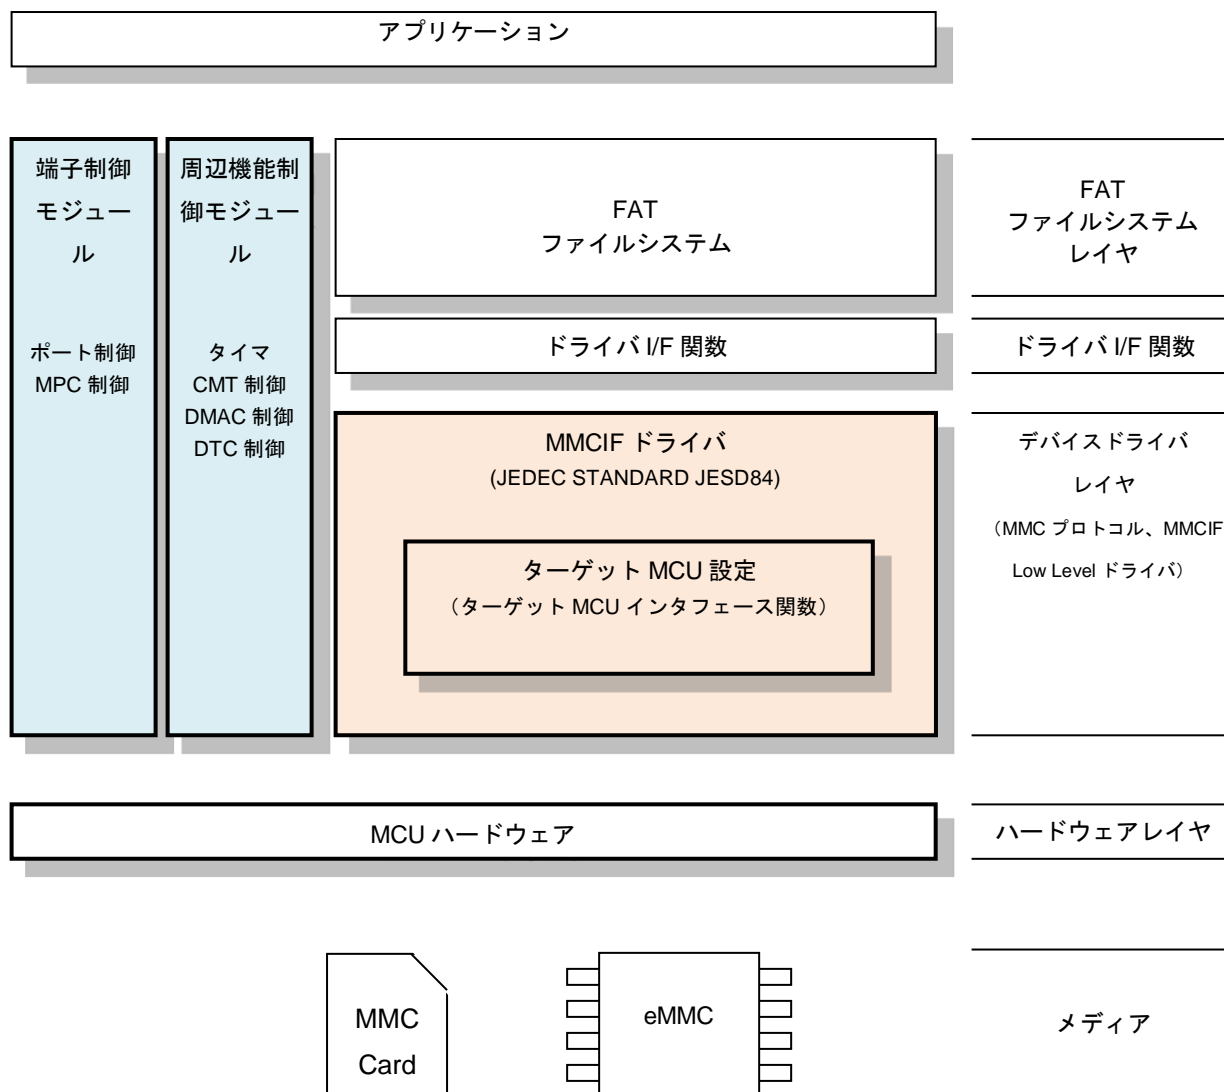 アプリケーション
端子制御
モジュー
ル
ポート制御
MPC 制御
周辺機能制
御モジュー
ル
タイマ
CMT 制御
DMAC 制御
DTC 制御
FAT
ファイルシステム
FAT
ファイルシステム
レイヤ
ドライバ I/F 関数
ドライバ I/F 関数
MMCIF ドライバ
(JEDEC STANDARD JESD84)
ターゲット MCU 設定
（ターゲット MCU インタフェース関数）
デバイスドライバ
レイヤ
（MMC プロトコル、MMCIF
Low Level ドライバ）
MCU ハードウェア
ハードウェアレイヤ
MMC
Card
eMMC
メディア